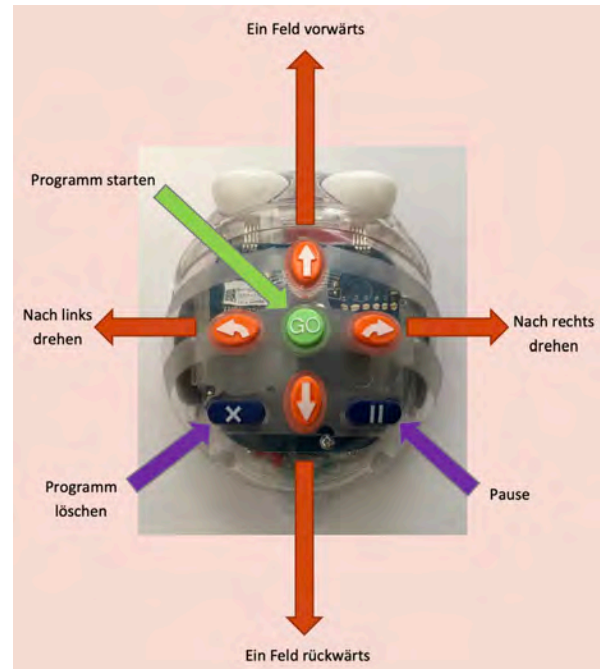 Ein Feld vorwärts
Programm starten
GO
Nach links
drehen
Nach rechts
drehen
Programm
löschen
Pause
Ein Feld rückwärts